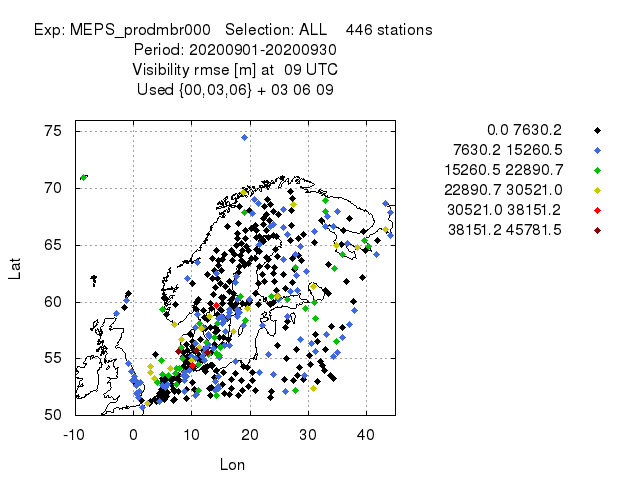 Exp: MEPS_prodmbr000 Selection: ALL 446 stations
Period: 20200901-20200930
Visibility rmse [m] at 09 UTC
Used {00,03,06} + 03 06 09
0.0 7630.2
7630.2 15260.5
15260.5 22890.7
22890.7 30521.0
30521.0 38151.2
38151.2 45781.5
75
70
65
60
55
50
Lat
-10 0 10 20 30 40
Lon